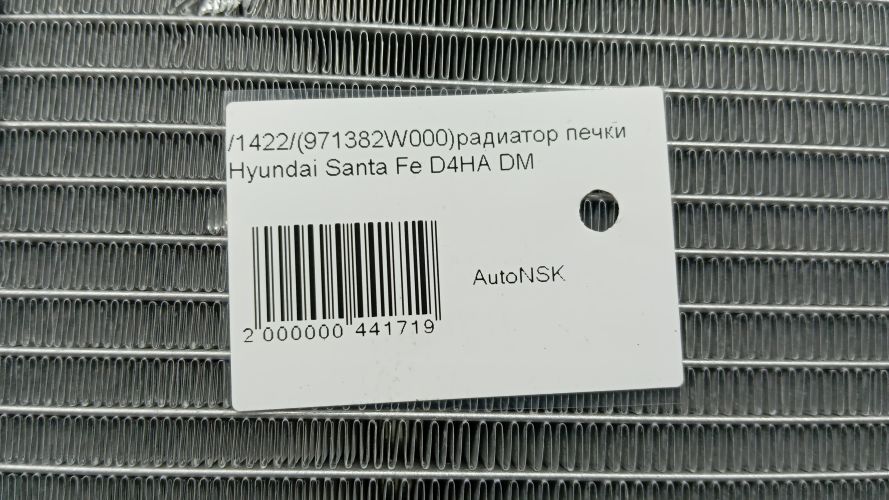 /1422/(971382W000)радиатор печки
Hyundai Santa Fe D4HA DM
AutoNSK
2 000000 441719